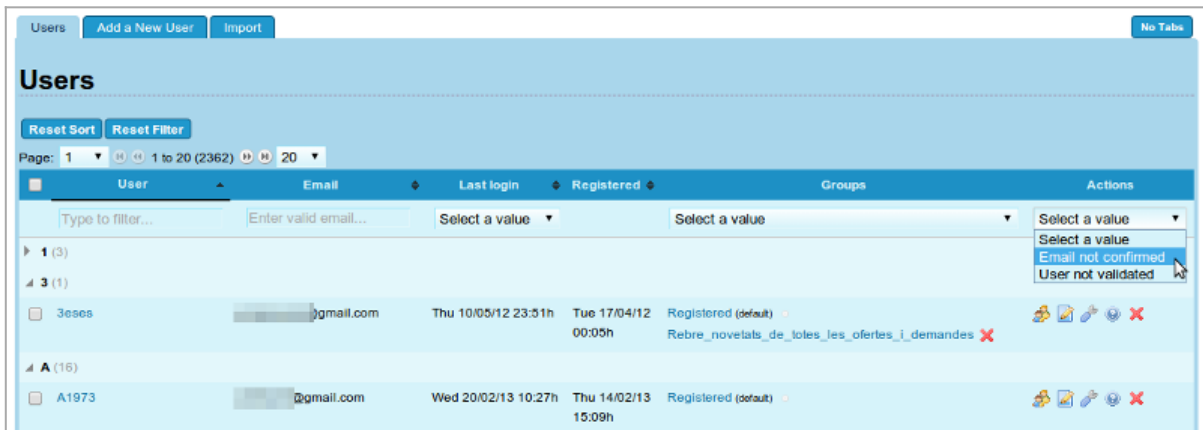 Users Add a New User Import No Tabs
Users
Reset Sort Reset Filter
Page: 1 1 to 20 (2362) 20
User Email Last login Registered Groups Actions
Type to filter... Enter valid email... Select a value Select a value Select a value
Select a value
1 (3)
Email not confirmed
User not validated
3 (1)
3eses @gmail.com Thu 10/05/12 23:51h Tue 17/04/12 Registered (default)
00:05h Rebre_novetats_de_totes_les_ofertes_i_demandes
A (16)
A1973 @gmail.com Wed 20/02/13 10:27h Thu 14/02/13 Registered (default)
15:09h